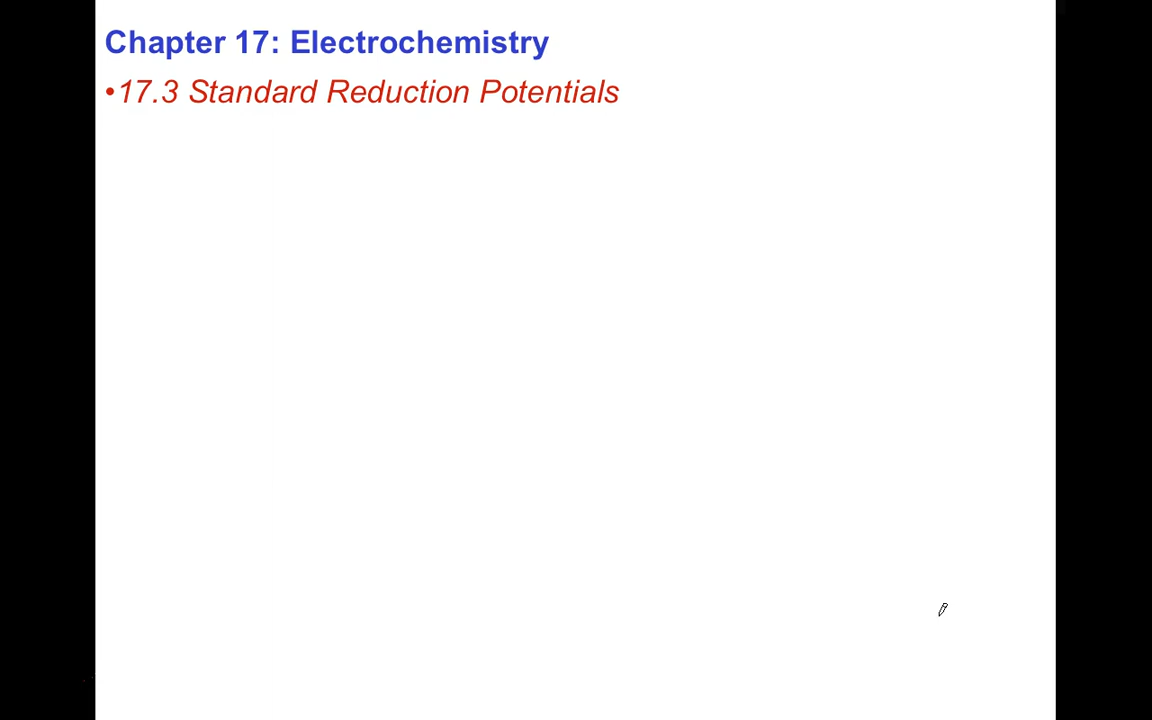 Chapter 17: Electrochemistry
•17.3 Standard Reduction Potentials